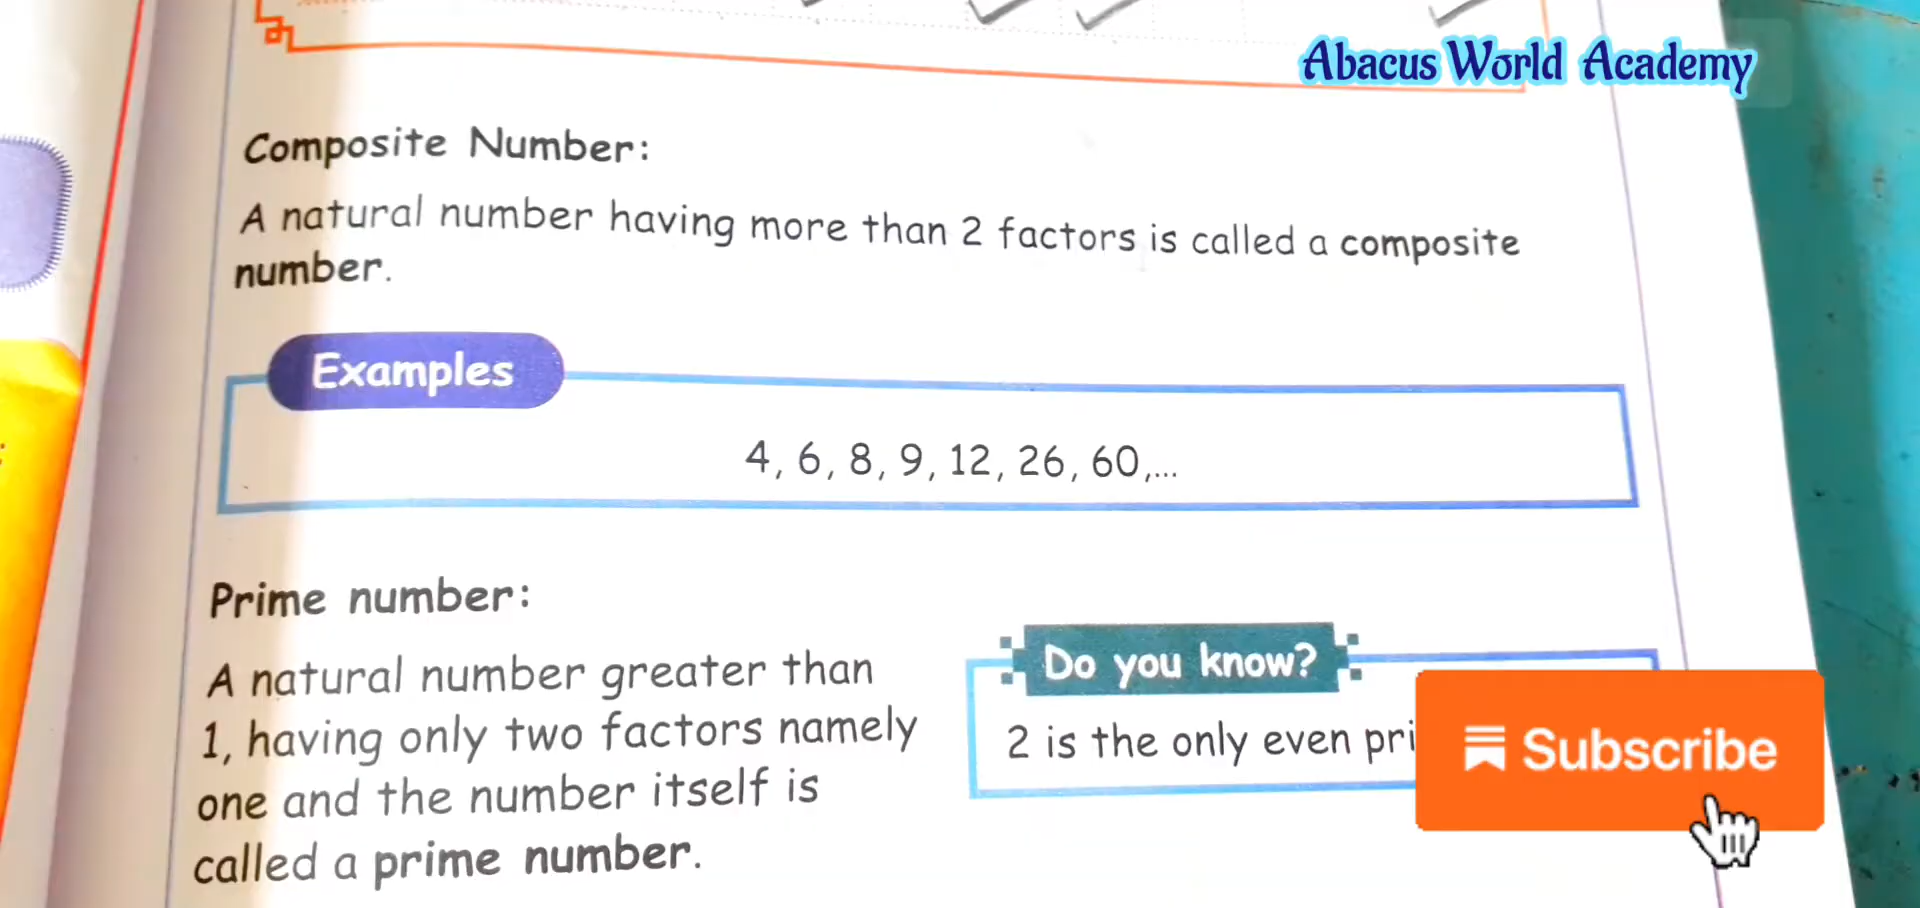 Abacus World Academy
Composite Number:
A natural number having more than 2 factors is called a composite
number.
Examples
4, 6, 8, 9, 12, 26, 60,...
Prime number:
A natural number greater than
1, having only two factors namely
one and the number itself is
called a prime number.
Do you know?
2 is the only even pri
Subscribe